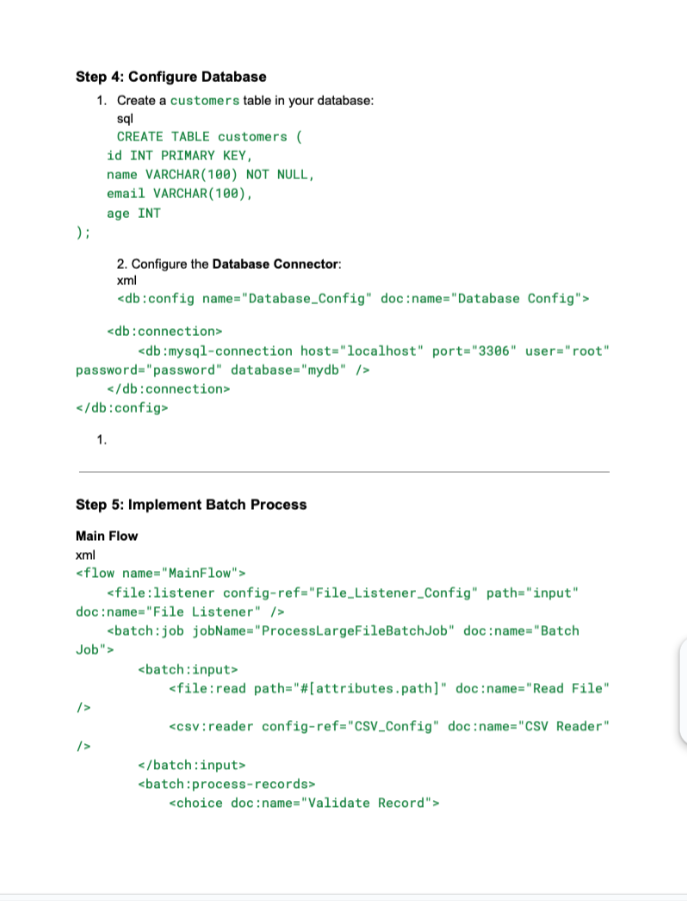 Step 4: Configure Database
1. Create a customers table in your database:
sql
CREATE TABLE customers (
id INT PRIMARY KEY,
name VARCHAR(100) NOT NULL,
email VARCHAR(100),
age INT
);
2. Configure the Database Connector:
xml
<db:config name="Database_Config" doc:name="Database Config">
<db:connection>
<db:mysql-connection host="localhost" port="3306" user="root"
password="password" database="mydb" />
</db:connection>
</db:config>
1.
Step 5: Implement Batch Process
Main Flow
xml
<flow name="MainFlow">
<file:listener config-ref="File_Listener_Config" path="input"
doc:name="File Listener" />
<batch:job jobName="ProcessLargeFileBatchJob" doc:name="Batch
Job">
<batch:input>
<file:read path="#[attributes.path]" doc:name="Read File"
/>
<csv:reader config-ref="CSV_Config" doc:name="CSV Reader"
/>
</batch:input>
<batch:process-records>
<choice doc:name="Validate Record">